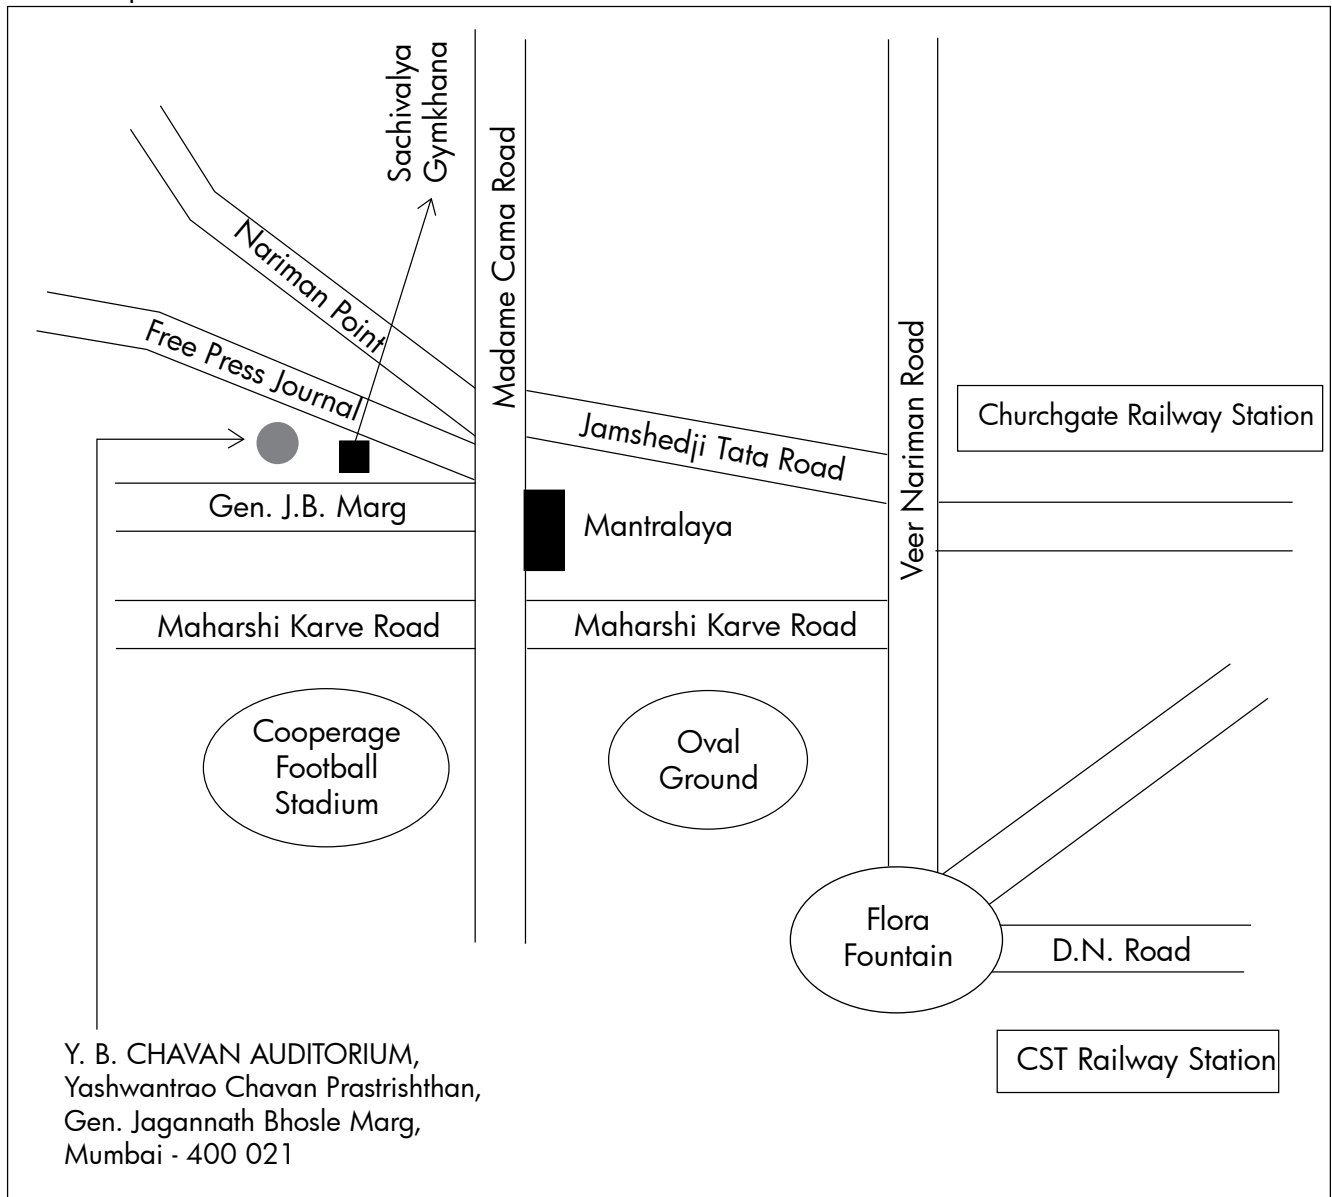 Sachivalya
Gymkhana
Madame Cama Road
Nariman Point
Free Press Journal
Jamshedji Tata Road
Veer Nariman Road
Churchgate Railway Station
Gen. J.B. Marg
Mantralaya
Maharshi Karve Road
Maharshi Karve Road
Cooperage
Football
Stadium
Oval
Ground
Flora
Fountain
D.N. Road
CST Railway Station
Y. B. CHAVAN AUDITORIUM,
Yashwantrao Chavan Prastrishthan,
Gen. Jagannath Bhosle Marg,
Mumbai - 400 021